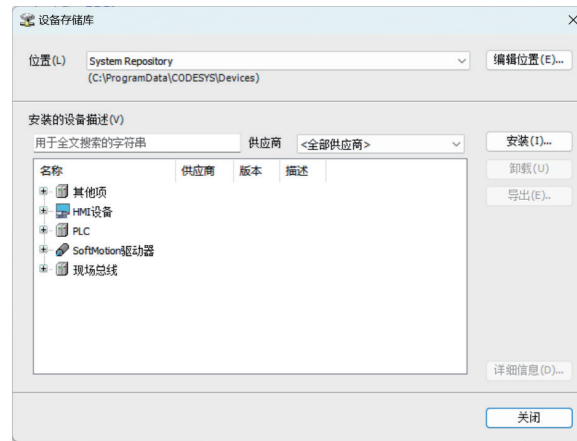 设备存储库
位置(L) System Repository 编辑位置(E)...
(C:\ProgramData\CODESYS\Devices)
安装的设备描述(V)
用于全文搜索的字符串 供应商 <全部供应商> 安装(I)...
名称 供应商 版本 描述 卸载(U)
其他项 导出(E)..
HMI设备
PLC
SoftMotion驱动器
现场总线
详细信息(D)...
关闭